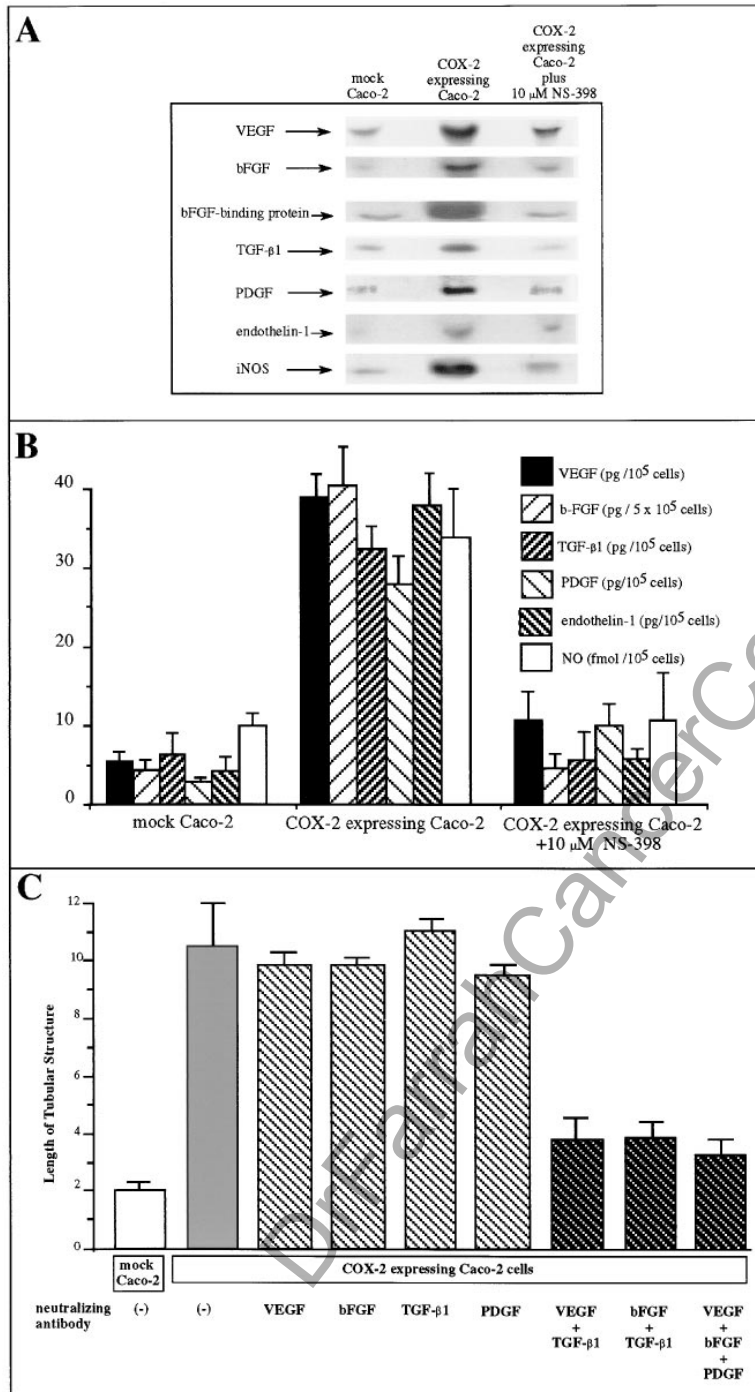 A
mock
Caco-2
COX-2
expressing
Caco-2
COX-2
expressing
Caco-2
plus
10 µM NS-398
VEGF
bFGF
bFGF-binding protein
TGF-β1
PDGF
endothelin-1
iNOS
B
40
30
20
10
0
VEGF (pg /10⁵ cells)
b-FGF (pg / 5 x 10⁵ cells)
TGF-β1 (pg /10⁵ cells)
PDGF (pg/10⁵ cells)
endothelin-1 (pg/10⁵ cells)
NO (fmol /10⁵ cells)
mock Caco-2
COX-2 expressing Caco-2
COX-2 expressing Caco-2
+10 µM NS-398
C
Length of Tubular Structure
12
10
8
6
4
2
0
mock
Caco-2
COX-2 expressing Caco-2 cells
neutralizing
antibody
(-)
(-)
VEGF
bFGF
TGF-β1
PDGF
VEGF
+
TGF-β1
bFGF
+
TGF-β1
VEGF
+
bFGF
+
PDGF